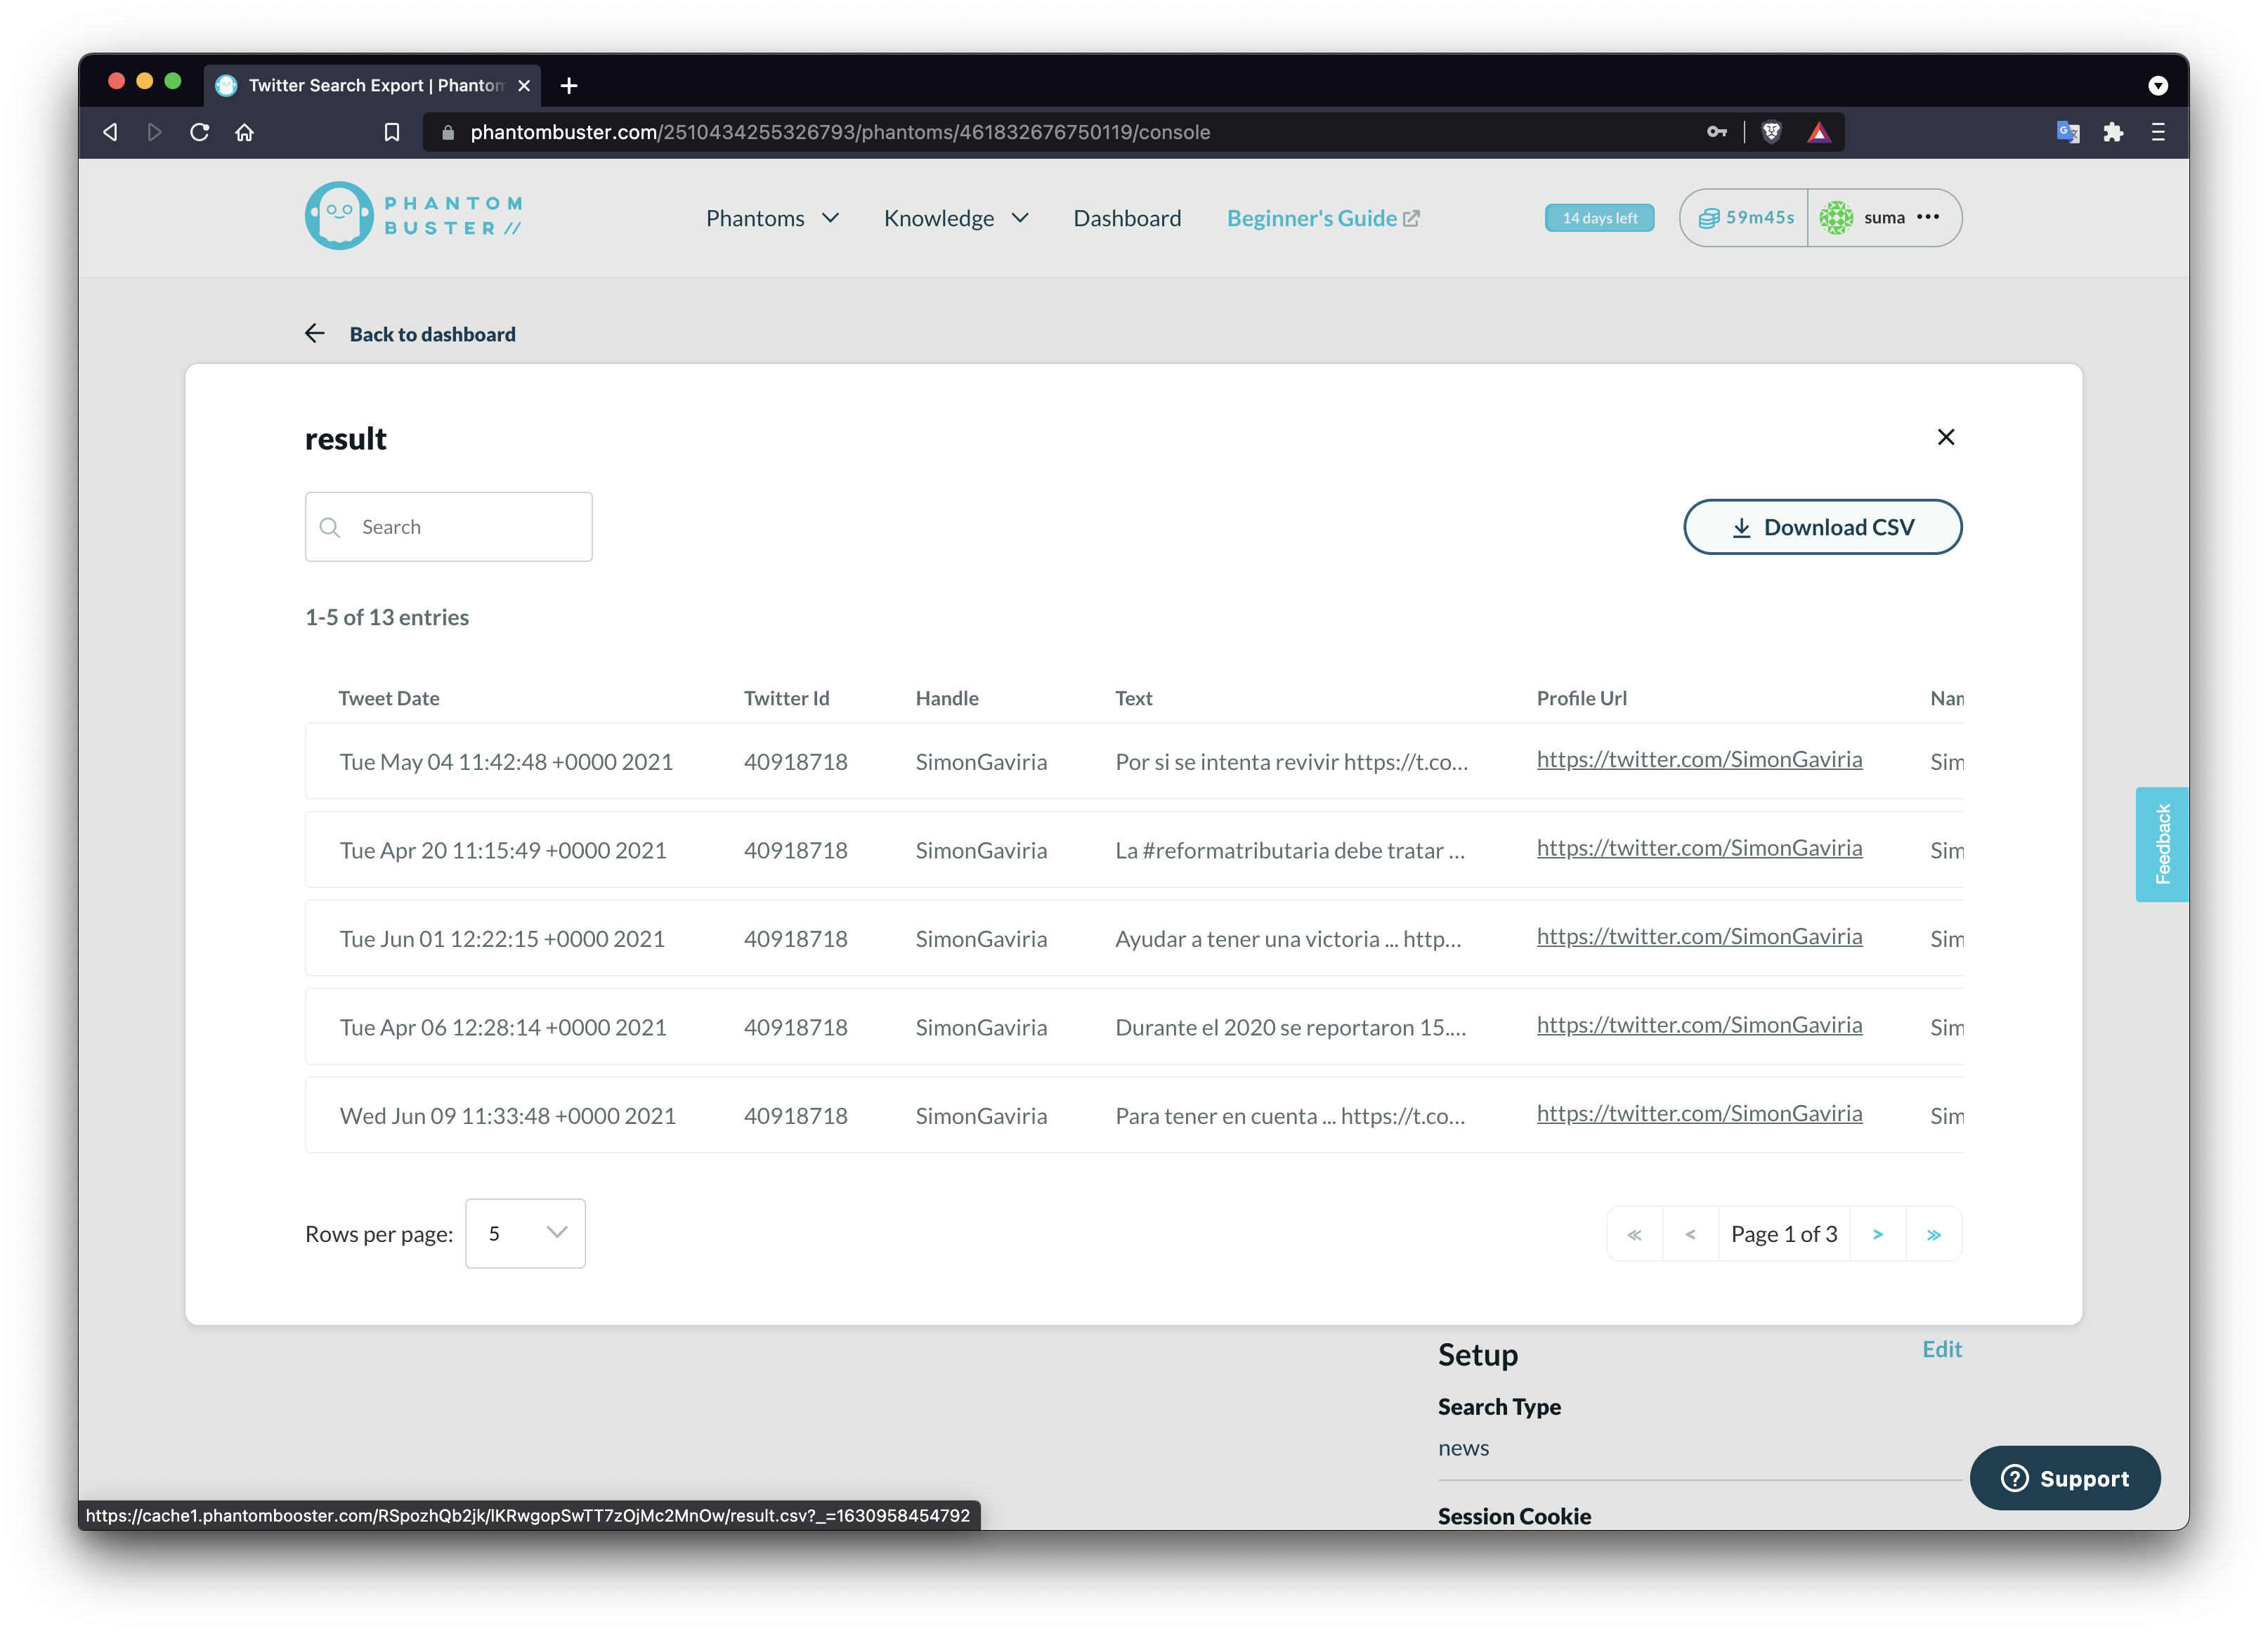 Twitter Search Export | Phantom
phantombuster.com/2510434255326793/phantoms/461832676750119/console
PHANTOM
BUSTER //
Phantoms
Knowledge
Dashboard
Beginner's Guide
14 days left
59m45s
suma •••
Back to dashboard
result
Search
Download CSV
1-5 of 13 entries
Tweet Date Twitter Id Handle Text Profile Url Nam
Tue May 04 11:42:48 +0000 2021 40918718 SimonGaviria Por si se intenta revivir https://t.co... https://twitter.com/SimonGaviria Sim
Tue Apr 20 11:15:49 +0000 2021 40918718 SimonGaviria La #reformatributaria debe tratar ... https://twitter.com/SimonGaviria Sim
Tue Jun 01 12:22:15 +0000 2021 40918718 SimonGaviria Ayudar a tener una victoria ... http... https://twitter.com/SimonGaviria Sim
Tue Apr 06 12:28:14 +0000 2021 40918718 SimonGaviria Durante el 2020 se reportaron 15.... https://twitter.com/SimonGaviria Sim
Wed Jun 09 11:33:48 +0000 2021 40918718 SimonGaviria Para tener en cuenta ... https://t.co... https://twitter.com/SimonGaviria Sim
Rows per page: 5
« < Page 1 of 3 > »
Feedback
Setup
Edit
Search Type
news
Support
Session Cookie
https://cache1.phantombooster.com/RSpozhQb2jk/IKRwgopSwTT7zOjMc2MnOw/result.csv?_=1630958454792